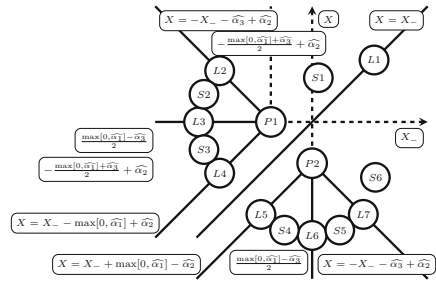 X = −X₋ − α̂₃ + α̂₂
X
X = X₋
−(max[0, α̂₁] + α̂₃)/2 + α̂₂
L1
L2
S1
S2
L3
P1
(max[0, α̂₁] − α̂₃)/2
X₋
S3
−(max[0, α̂₁] + α̂₃)/2 + α̂₂
L4
P2
S6
X = X₋ − max[0, α̂₁] + α̂₂
L5
L7
S4
L6
S5
X = X₋ + max[0, α̂₁] − α̂₂
(max[0, α̂₁] − α̂₃)/2
X = −X₋ − α̂₃ + α̂₂